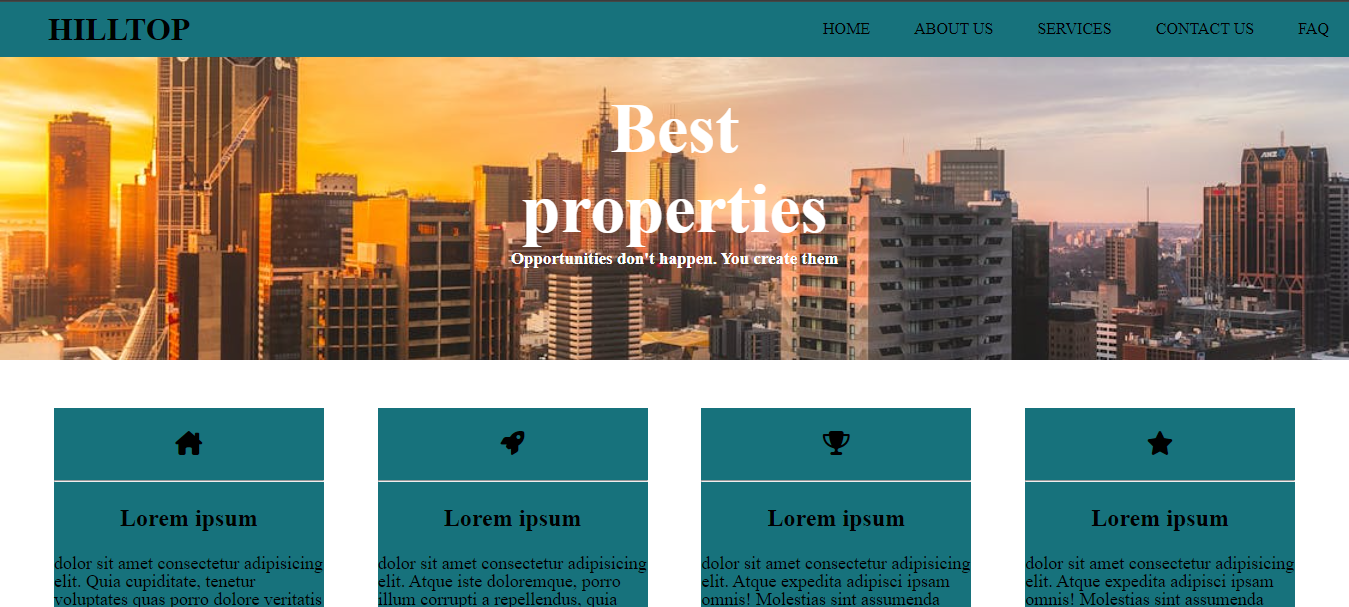 HILLTOP
HOME ABOUT US SERVICES CONTACT US FAQ
Best
properties
Opportunities don't happen. You create them
ANZ
Lorem ipsum
dolor sit amet consectetur adipisicing
elit. Quia cupiditate, tenetur
voluptates quas porro dolore veritatis
Lorem ipsum
dolor sit amet consectetur adipisicing
elit. Atque iste doloremque, porro
illum corrupti a repellendus, quia
Lorem ipsum
dolor sit amet consectetur adipisicing
elit. Atque expedita adipisci ipsam
omnis! Molestias sint assumenda
Lorem ipsum
dolor sit amet consectetur adipisicing
elit. Atque expedita adipisci ipsam
omnis! Molestias sint assumenda